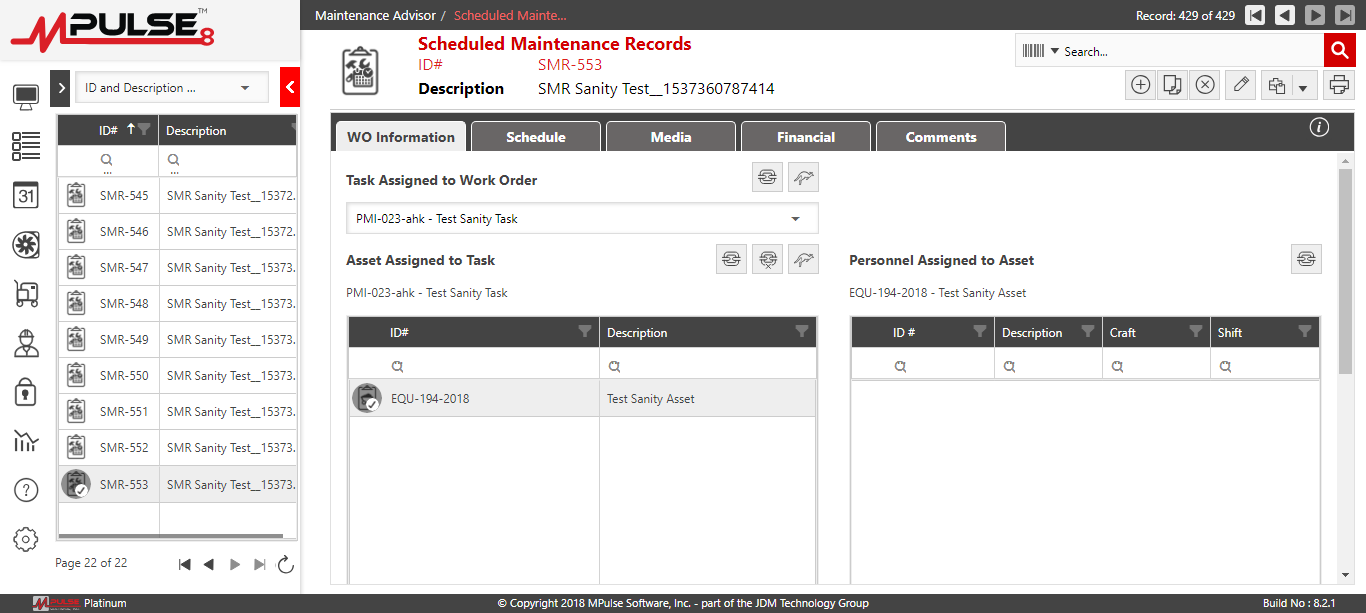 MPULSE™ 8
Maintenance Advisor / Scheduled Mainte...
Record: 429 of 429
Scheduled Maintenance Records
ID# SMR-553
Description SMR Sanity Test__1537360787414
Search...
ID and Description ...
ID# Description
...
...
SMR-545 SMR Sanity Test__15372.
SMR-546 SMR Sanity Test__15372.
SMR-547 SMR Sanity Test__15373.
SMR-548 SMR Sanity Test__15373.
SMR-549 SMR Sanity Test__15373.
SMR-550 SMR Sanity Test__15373.
SMR-551 SMR Sanity Test__15373.
SMR-552 SMR Sanity Test__15373.
SMR-553 SMR Sanity Test__15373.
Page 22 of 22
31
?
WO Information Schedule Media Financial Comments
i
Task Assigned to Work Order
PMI-023-ahk - Test Sanity Task
Asset Assigned to Task
PMI-023-ahk - Test Sanity Task
ID# Description
EQU-194-2018 Test Sanity Asset
Personnel Assigned to Asset
EQU-194-2018 - Test Sanity Asset
ID # Description Craft Shift
MPULSE Platinum
© Copyright 2018 MPulse Software, Inc. - part of the JDM Technology Group
Build No : 8.2.1